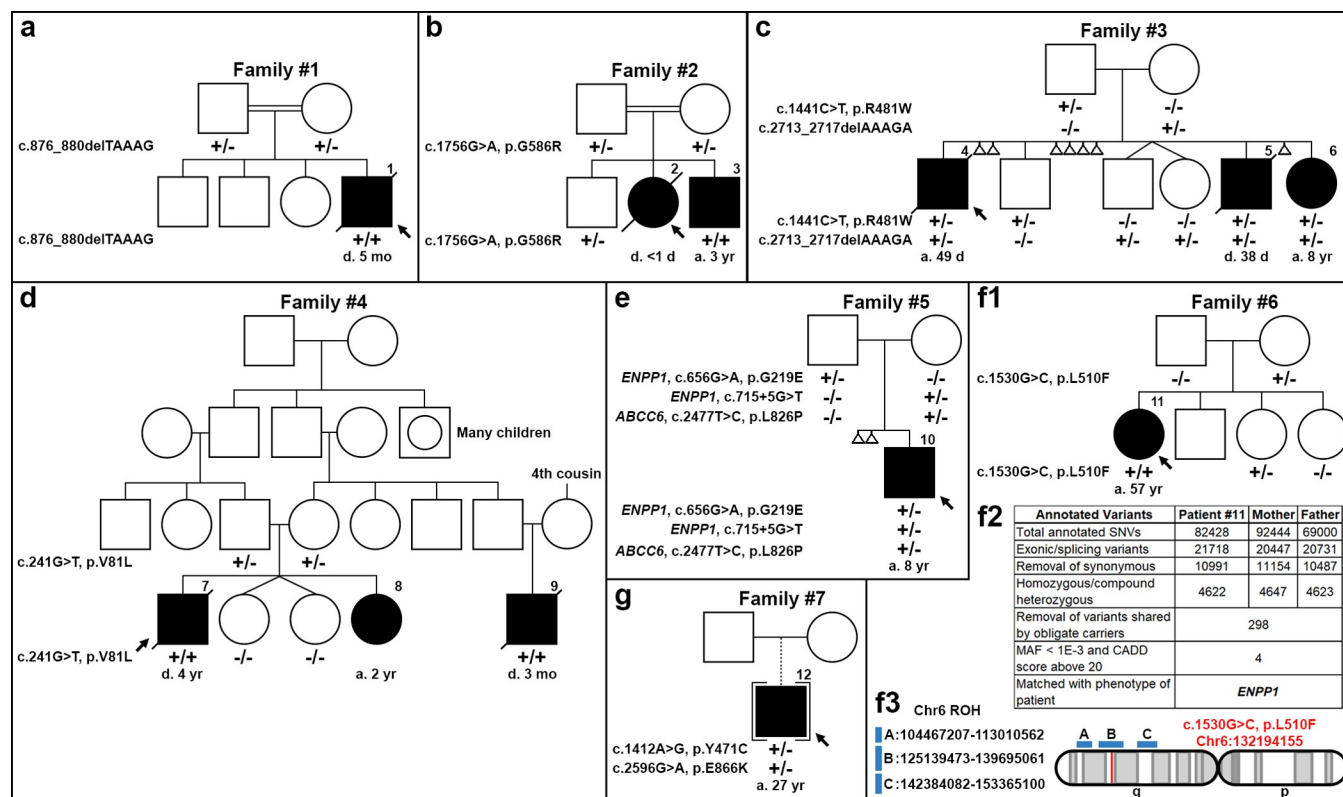 a
Family #1
+/-
+/-
c.876_880delTAAAG
1
c.876_880delTAAAG
+/+
d. 5 mo
b
Family #2
+/-
+/-
c.1756G>A, p.G586R
2
3
c.1756G>A, p.G586R
+/-
+/+
d. <1 d
a. 3 yr
c
Family #3
c.1441C>T, p.R481W
+/-
-/-
c.2713_2717delAAAGA
-/-
+/-
4
5
6
c.1441C>T, p.R481W
+/-
+/-
-/-
-/-
+/-
+/-
c.2713_2717delAAAGA
+/-
-/-
+/-
+/-
+/-
+/-
a. 49 d
d. 38 d
a. 8 yr
d
Family #4
Many children
4th cousin
c.241G>T, p.V81L
+/-
+/-
7
8
9
c.241G>T, p.V81L
+/+
-/-
-/-
+/+
d. 4 yr
a. 2 yr
d. 3 mo
e
Family #5
ENPP1, c.656G>A, p.G219E
+/-
-/-
ENPP1, c.715+5G>T
-/-
+/-
ABCC6, c.2477T>C, p.L826P
-/-
+/-
10
ENPP1, c.656G>A, p.G219E
+/-
ENPP1, c.715+5G>T
+/-
ABCC6, c.2477T>C, p.L826P
+/-
a. 8 yr
f1
Family #6
c.1530G>C, p.L510F
-/-
+/-
11
c.1530G>C, p.L510F
+/+
+/-
-/-
a. 57 yr
f2
Annotated Variants Patient #11 Mother Father
Total annotated SNVs 82428 92444 69000
Exonic/splicing variants 21718 20447 20731
Removal of synonymous 10991 11154 10487
Homozygous/compound
heterozygous 4622 4647 4623
Removal of variants shared
by obligate carriers 298
MAF < 1E-3 and CADD
score above 20 4
Matched with phenotype of
patient ENPP1
g
Family #7
12
c.1412A>G, p.Y471C
+/-
c.2596G>A, p.E866K
+/-
a. 27 yr
f3
Chr6 ROH
A:104467207-113010562
B:125139473-139695061
C:142384082-153365100
c.1530G>C, p.L510F
Chr6:132194155
A
B
C
q
p